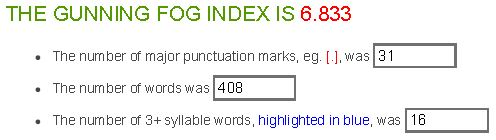 THE GUNNING FOG INDEX IS 6.833
The number of major punctuation marks, eg. [.], was 31
The number of words was 408
The number of 3+ syllable words, highlighted in blue, was 16